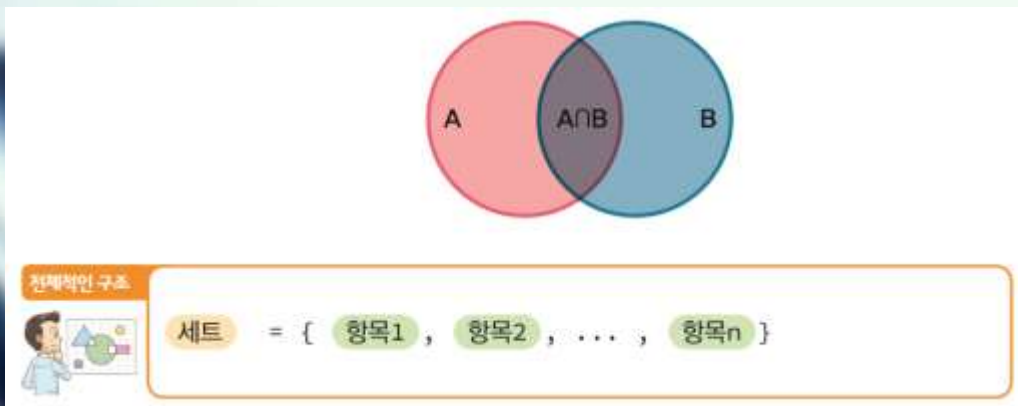 A A∩B B
전체적인 구조
세트 = { 항목1 , 항목2 , ... , 항목n }